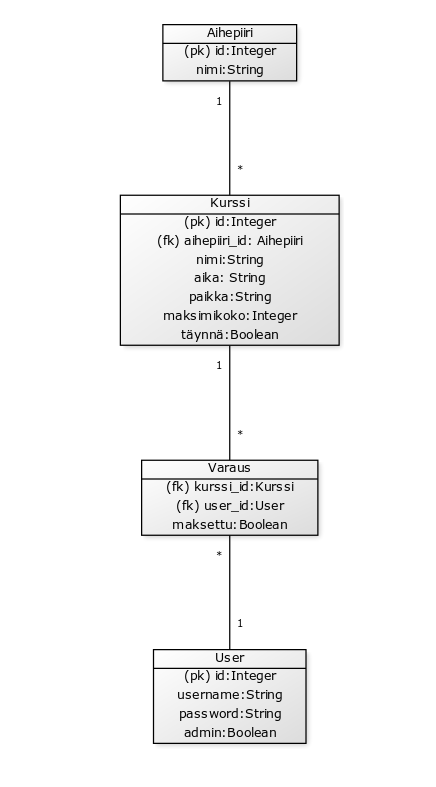 Aihepiiri
(pk) id:Integer
nimi:String
1
*
Kurssi
(pk) id:Integer
(fk) aihepiiri_id: Aihepiiri
nimi:String
aika: String
paikka:String
maksimikoko:Integer
täynnä:Boolean
1
*
Varaus
(fk) kurssi_id:Kurssi
(fk) user_id:User
maksettu:Boolean
*
1
User
(pk) id:Integer
username:String
password:String
admin:Boolean